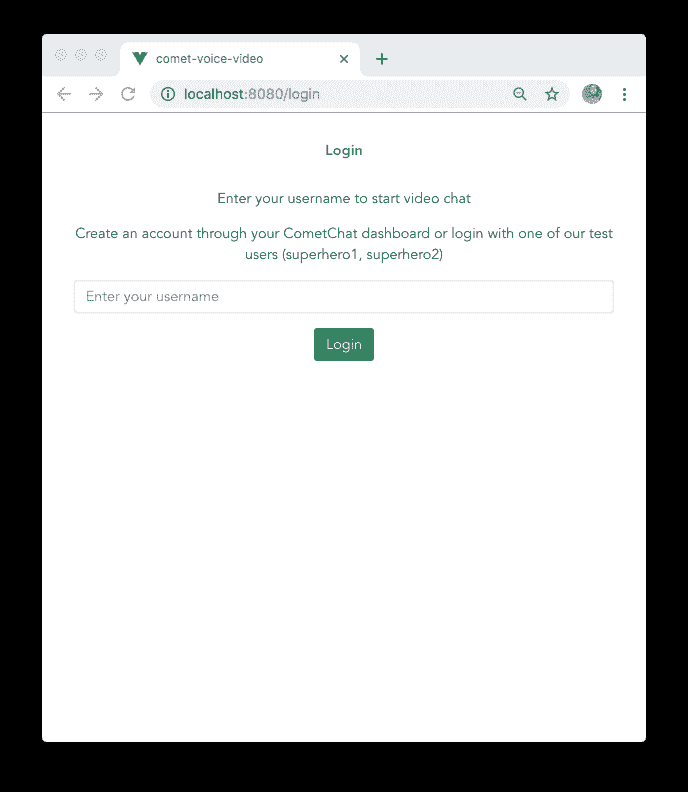 comet-voice-video
localhost:8080/login
Login
Enter your username to start video chat
Create an account through your CometChat dashboard or login with one of our test
users (superhero1, superhero2)
Enter your username
Login